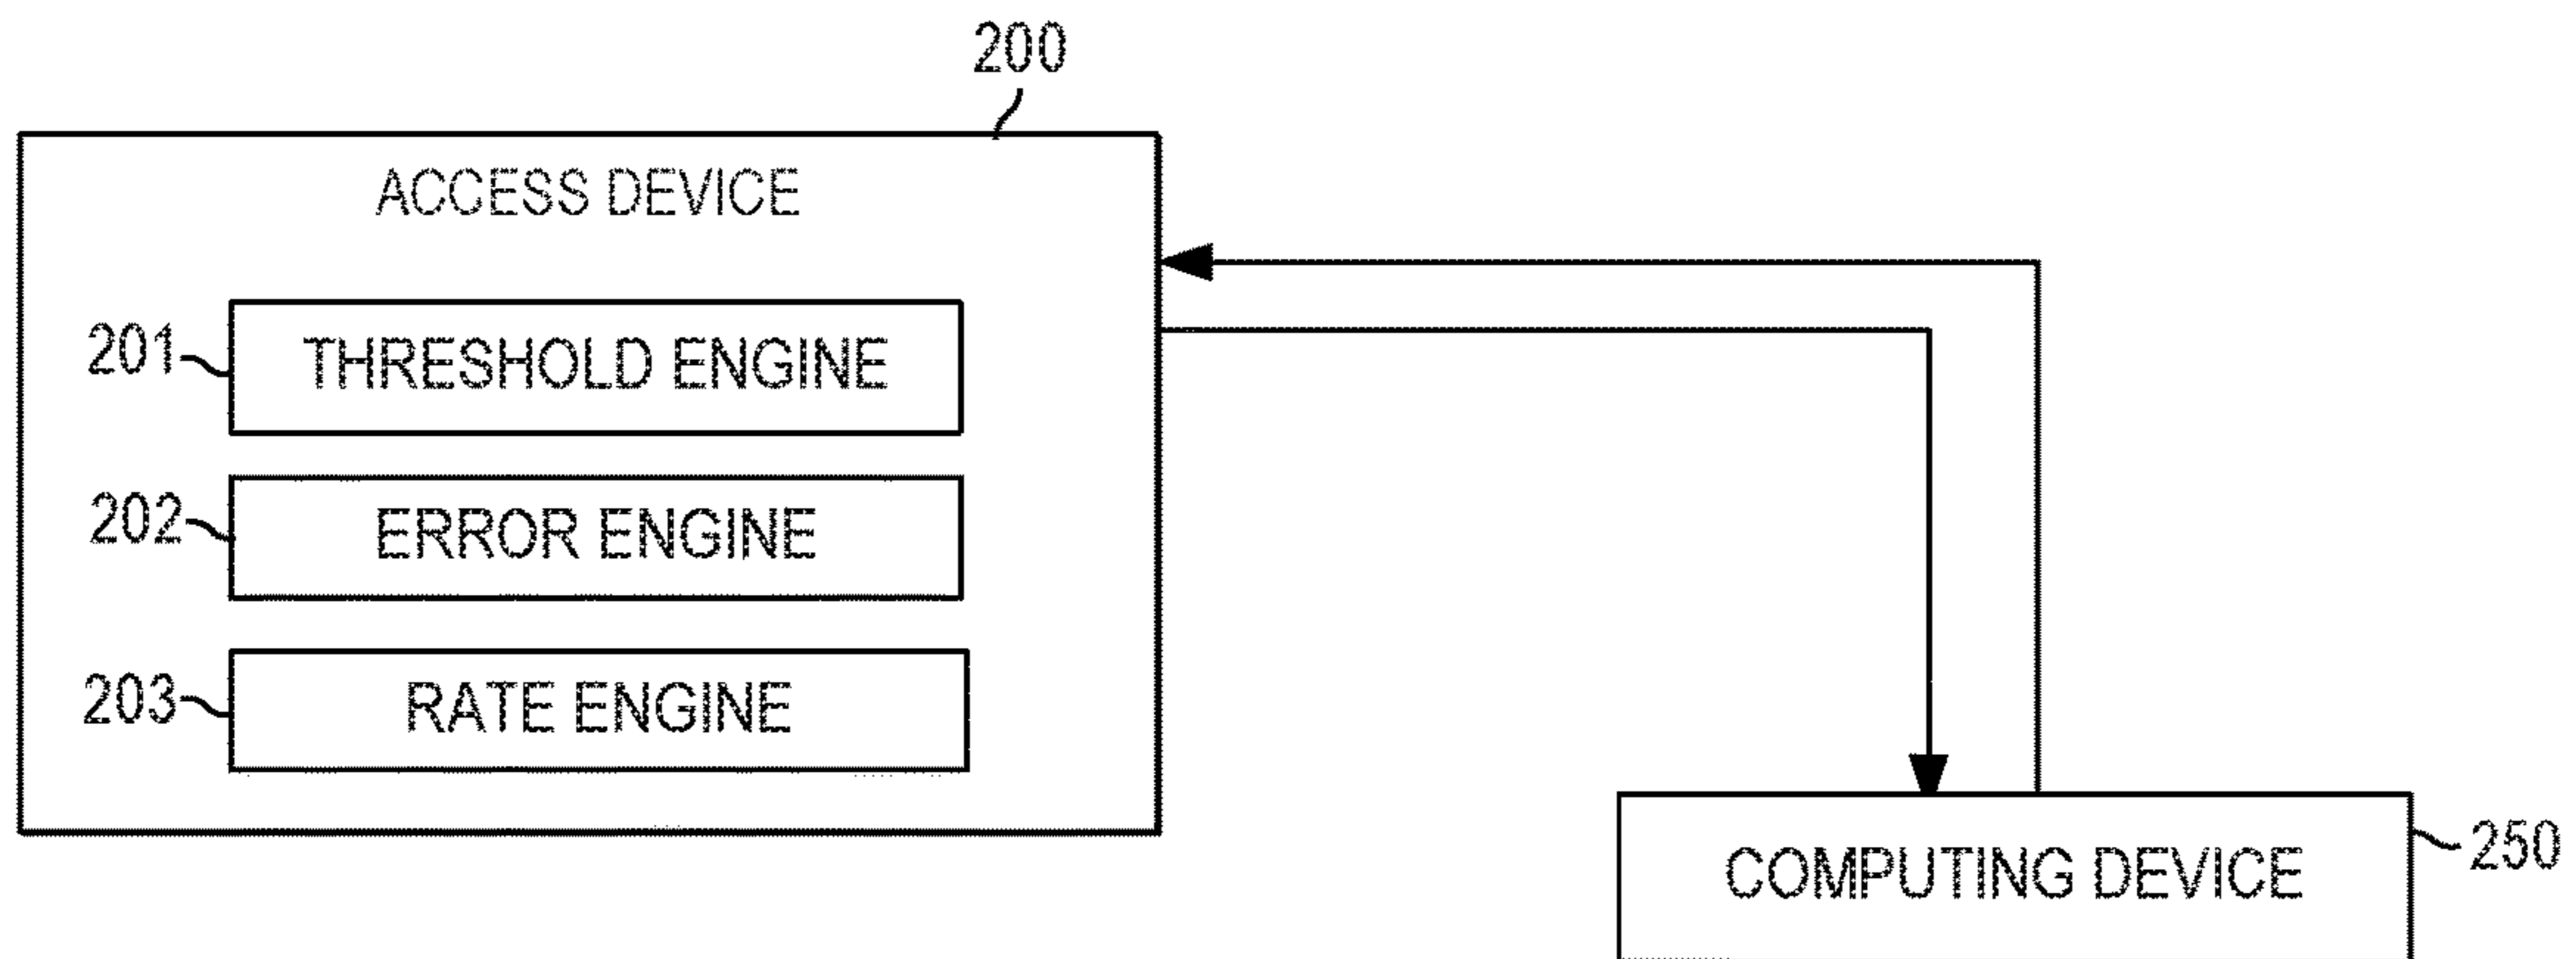 200
ACCESS DEVICE
201
THRESHOLD ENGINE
202
ERROR ENGINE
203
RATE ENGINE
COMPUTING DEVICE
250